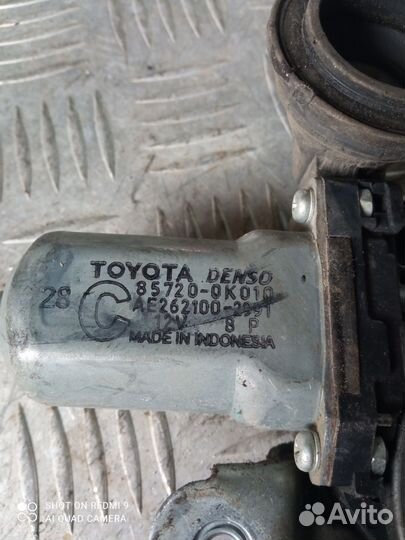 TOYOTA DENSO
28 C 85720-0K010
AE262100-2991
12V 8 P
MADE IN INDONESIA
SHOT ON REDMI 9
AI QUAD CAMERA
Avito